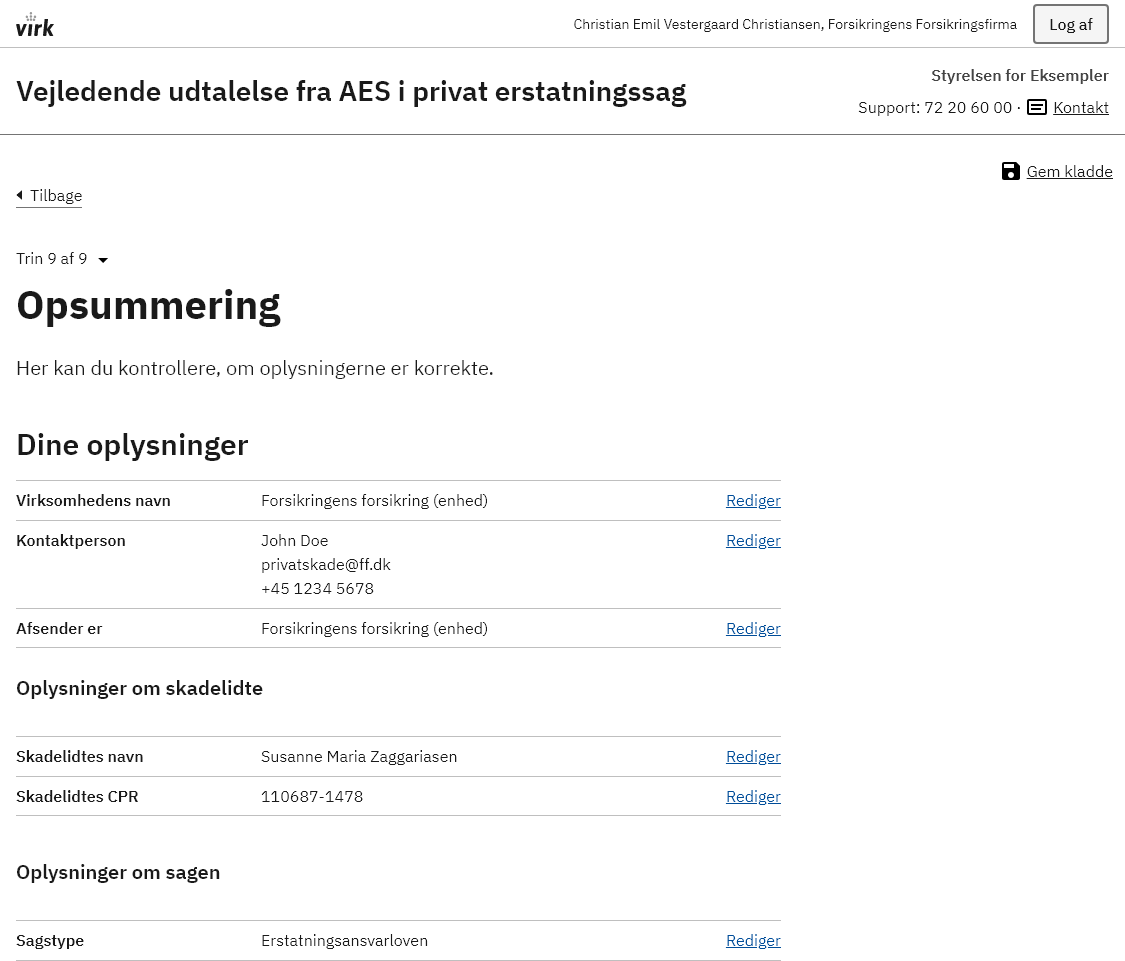 virk
Christian Emil Vestergaard Christiansen, Forsikringens Forsikringsfirma
Log af
Vejledende udtalelse fra AES i privat erstatningssag
Styrelsen for Eksempler
Support: 72 20 60 00 · Kontakt
Gem kladde
Tilbage
Trin 9 af 9
Opsummering
Her kan du kontrollere, om oplysningerne er korrekte.
Dine oplysninger
Virksomhedens navn Forsikringens forsikring (enhed) Rediger
Kontaktperson John Doe Rediger
privatskade@ff.dk
+45 1234 5678
Afsender er Forsikringens forsikring (enhed) Rediger
Oplysninger om skadelidte
Skadelidtes navn Susanne Maria Zaggariasen Rediger
Skadelidtes CPR 110687-1478 Rediger
Oplysninger om sagen
Sagstype Erstatningsansvarloven Rediger